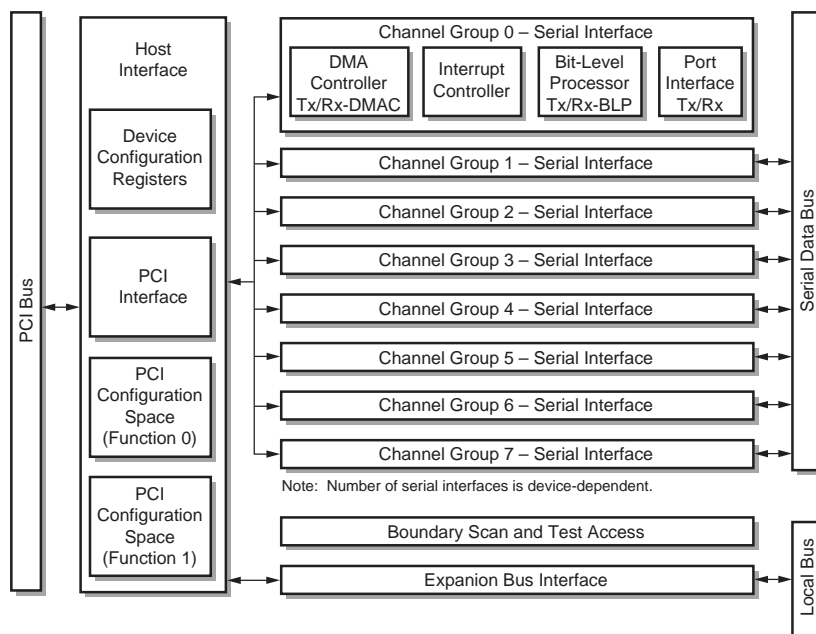 PCI Bus
Host
Interface
Device
Configuration
Registers
PCI
Interface
PCI
Configuration
Space
(Function 0)
PCI
Configuration
Space
(Function 1)
Channel Group 0 – Serial Interface
DMA
Controller
Tx/Rx-DMAC
Interrupt
Controller
Bit-Level
Processor
Tx/Rx-BLP
Port
Interface
Tx/Rx
Channel Group 1 – Serial Interface
Channel Group 2 – Serial Interface
Channel Group 3 – Serial Interface
Channel Group 4 – Serial Interface
Channel Group 5 – Serial Interface
Channel Group 6 – Serial Interface
Channel Group 7 – Serial Interface
Note: Number of serial interfaces is device-dependent.
Boundary Scan and Test Access
Expansion Bus Interface
Serial Data Bus
Local Bus